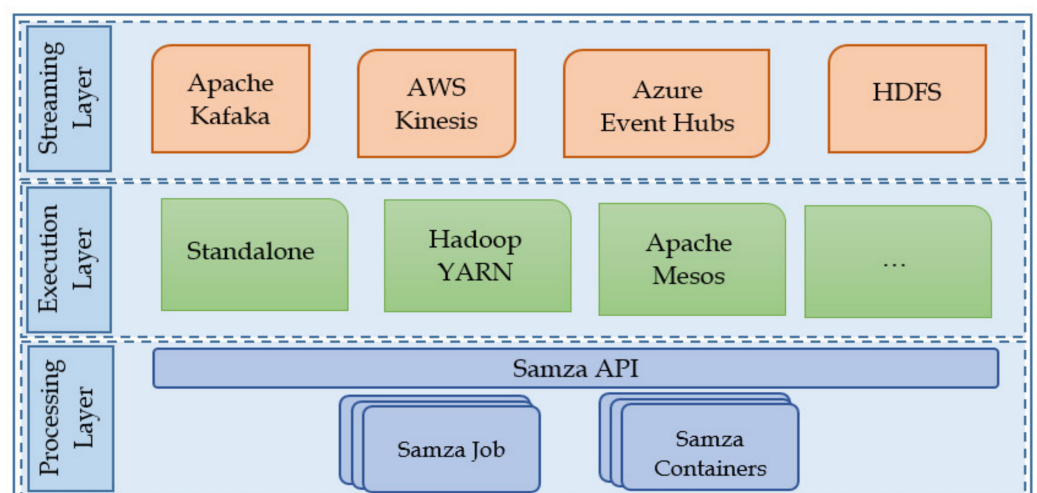 Streaming
Layer
Apache
Kafaka
AWS
Kinesis
Azure
Event Hubs
HDFS
Execution
Layer
Standalone
Hadoop
YARN
Apache
Mesos
...
Processing
Layer
Samza API
Samza Job
Samza
Containers